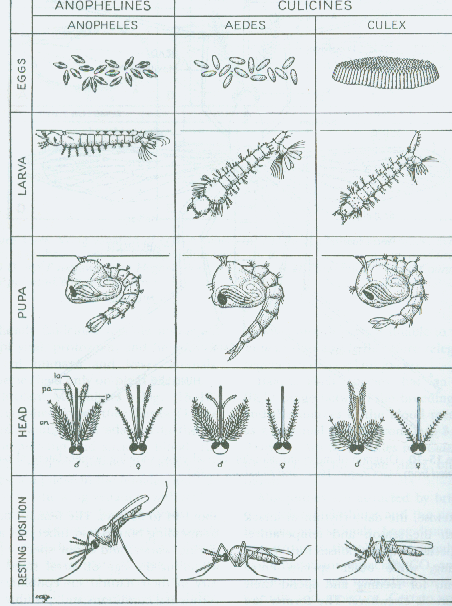 ANOPHELINES CULICINES
ANOPHELES AEDES CULEX
EGGS
LARVA
PUPA
HEAD
la.
pa.
p
an.
♂ ♀ ♂ ♀ ♂ ♀
RESTING POSITION